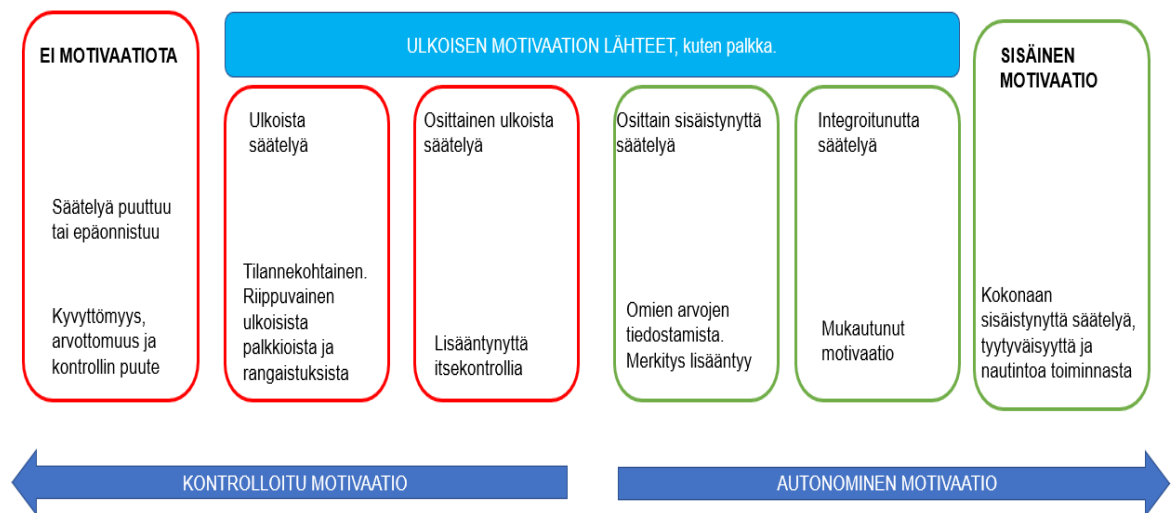 EI MOTIVAATIOTA
Säätelyä puuttuu
tai epäonnistuu
Kyvyttömyys,
arvottomuus ja
kontrollin puute
ULKOISEN MOTIVAATION LÄHTEET, kuten palkka.
Ulkoista
säätelyä
Tilannekohtainen.
Riippuvainen
ulkoisista
palkkioista ja
rangaistuksista
Osittainen ulkoista
säätelyä
Lisääntynyttä
itsekontrollia
Osittain sisäistynyttä
säätelyä
Omien arvojen
tiedostamista.
Merkitys lisääntyy
Integroitunutta
säätelyä
Mukautunut
motivaatio
SISÄINEN
MOTIVAATIO
Kokonaan
sisäistynyttä säätelyä,
tyytyväisyyttä ja
nautintoa toiminnasta
KONTROLLOITU MOTIVAATIO
AUTONOMINEN MOTIVAATIO